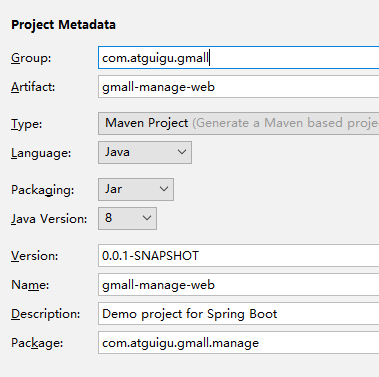 Project Metadata
Group: com.atguigu.gmall
Artifact: gmall-manage-web
Type: Maven Project (Generate a Maven based proje
Language: Java
Packaging: Jar
Java Version: 8
Version: 0.0.1-SNAPSHOT
Name: gmall-manage-web
Description: Demo project for Spring Boot
Package: com.atguigu.gmall.manage